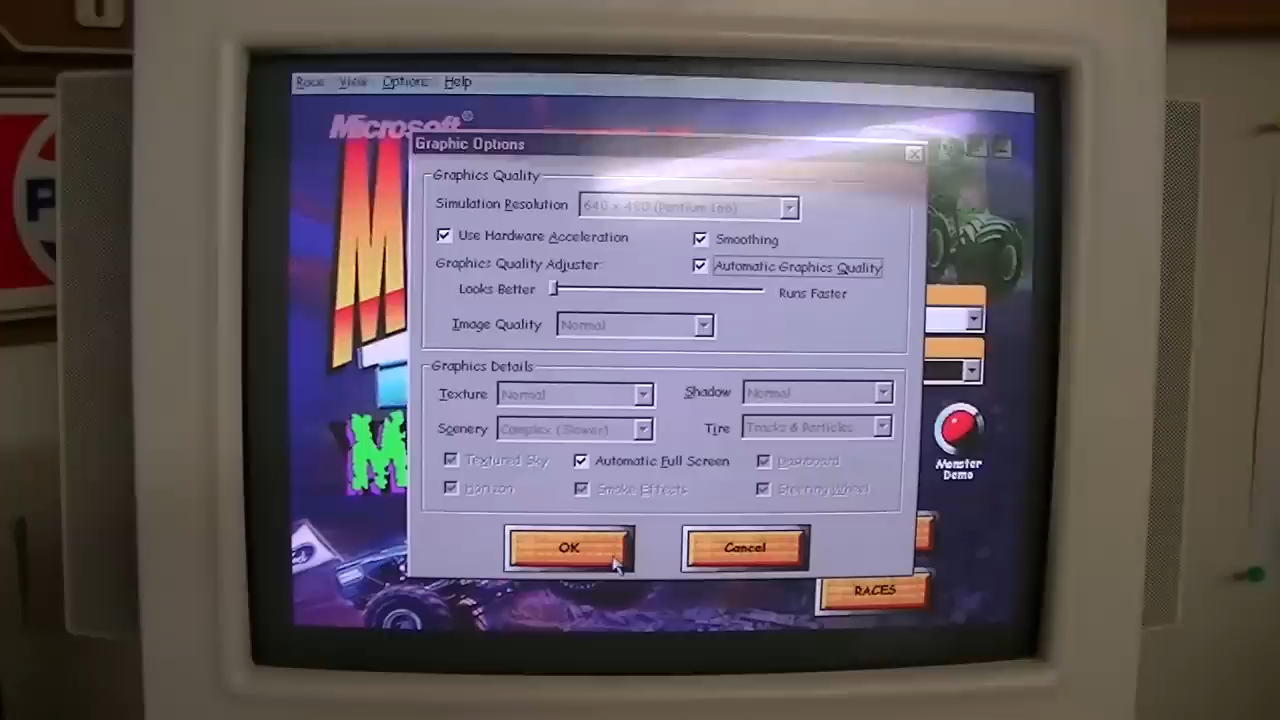 Race View Options Help
Microsoft®
Graphic Options
Graphics Quality
Simulation Resolution 640 x 480 (Pentium 166)
Use Hardware Acceleration Smoothing
Graphics Quality Adjuster: Automatic Graphics Quality
Looks Better Runs Faster
Image Quality Normal
Graphics Details
Texture Normal Shadow Normal
Scenery Complex (Slower) Tire Tracks & Particles
Textured Sky Automatic Full Screen Dashboard
Horizon Smoke Effects Steering Wheel
OK Cancel
M
M
Monster
Demo
RACES
P